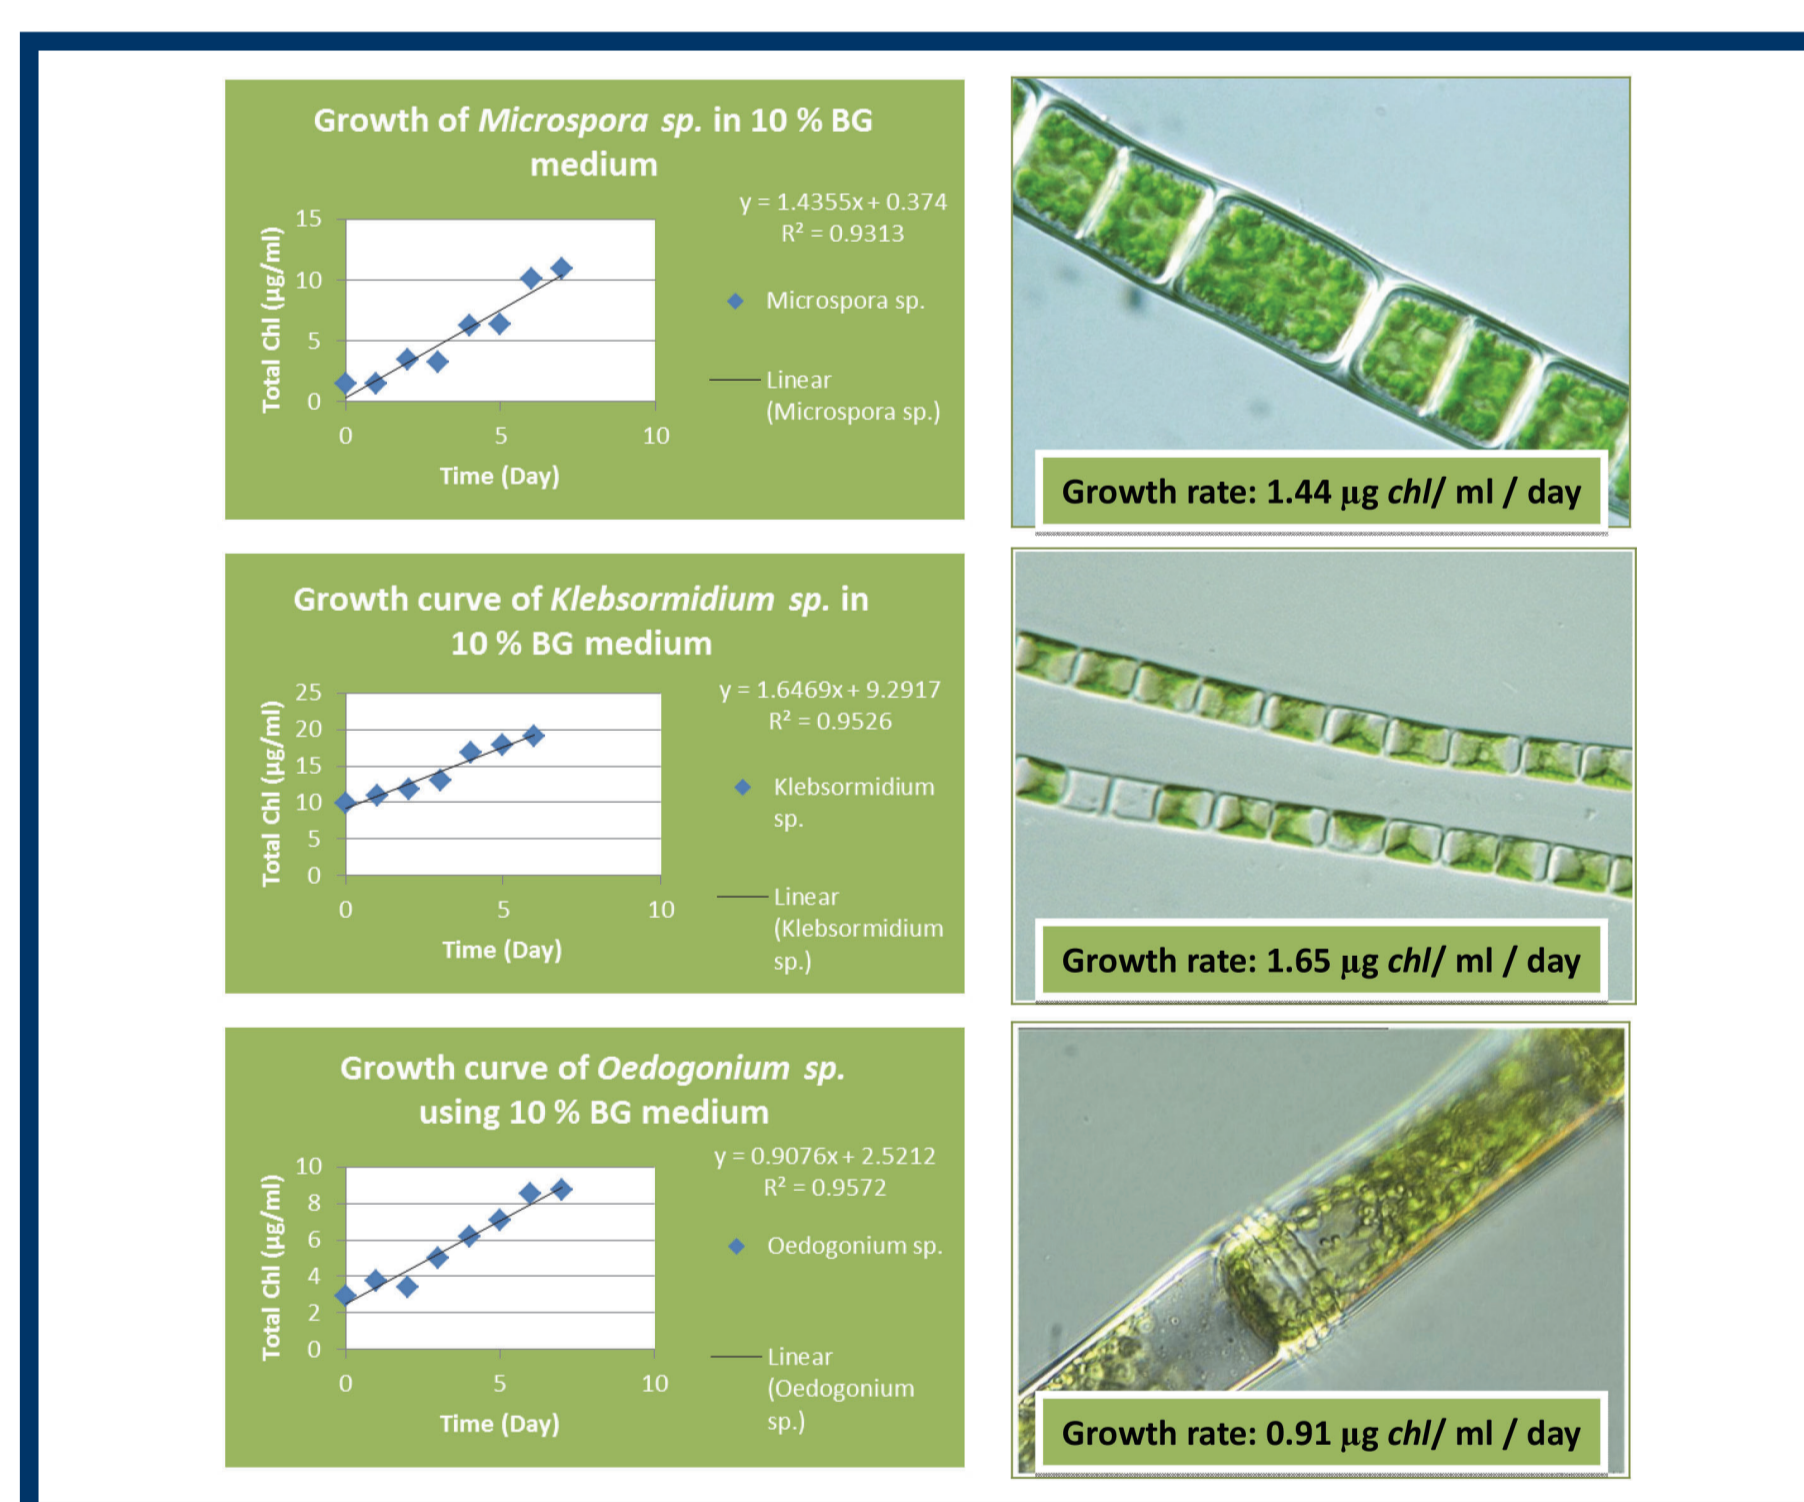 Growth of Microspora sp. in 10 % BG
medium
y = 1.4355x + 0.374
R² = 0.9313
Total Chl (µg/ml)
15
10
5
0
0 5 10
Time (Day)
Microspora sp.
Linear
(Microspora sp.)
Growth rate: 1.44 µg chl/ ml / day
Growth curve of Klebsormidium sp. in
10 % BG medium
y = 1.6469x + 9.2917
R² = 0.9526
Total Chl (µg/ml)
25
20
15
10
5
0
0 5 10
Time (Day)
Klebsormidium
sp.
Linear
(Klebsormidium
sp.)
Growth rate: 1.65 µg chl/ ml / day
Growth curve of Oedogonium sp.
using 10 % BG medium
y = 0.9076x + 2.5212
R² = 0.9572
Total Chl (µg/ml)
10
8
6
4
2
0
0 5 10
Time (Day)
Oedogonium sp.
Linear
(Oedogonium
sp.)
Growth rate: 0.91 µg chl/ ml / day